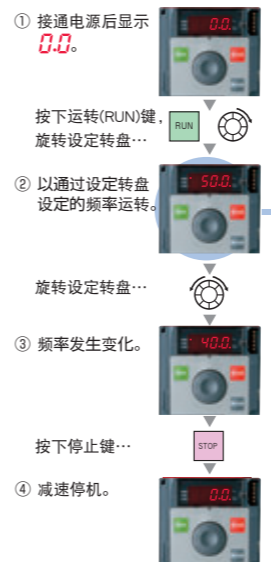 ① 接通电源后显示
0.0。
0.0
按下运转(RUN)键，
旋转设定转盘…
RUN
② 以通过设定转盘
设定的频率运转。
50.0
旋转设定转盘…
③ 频率发生变化。
40.0
按下停止键…
STOP
④ 减速停机。
0.0